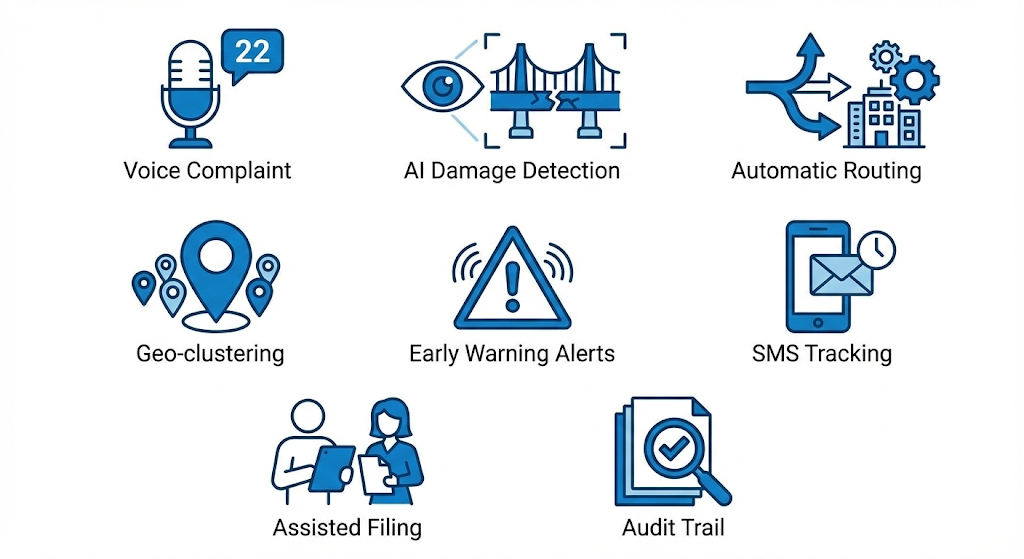 22
Voice Complaint
AI Damage Detection
Automatic Routing
Geo-clustering
Early Warning Alerts
SMS Tracking
Assisted Filing
Audit Trail